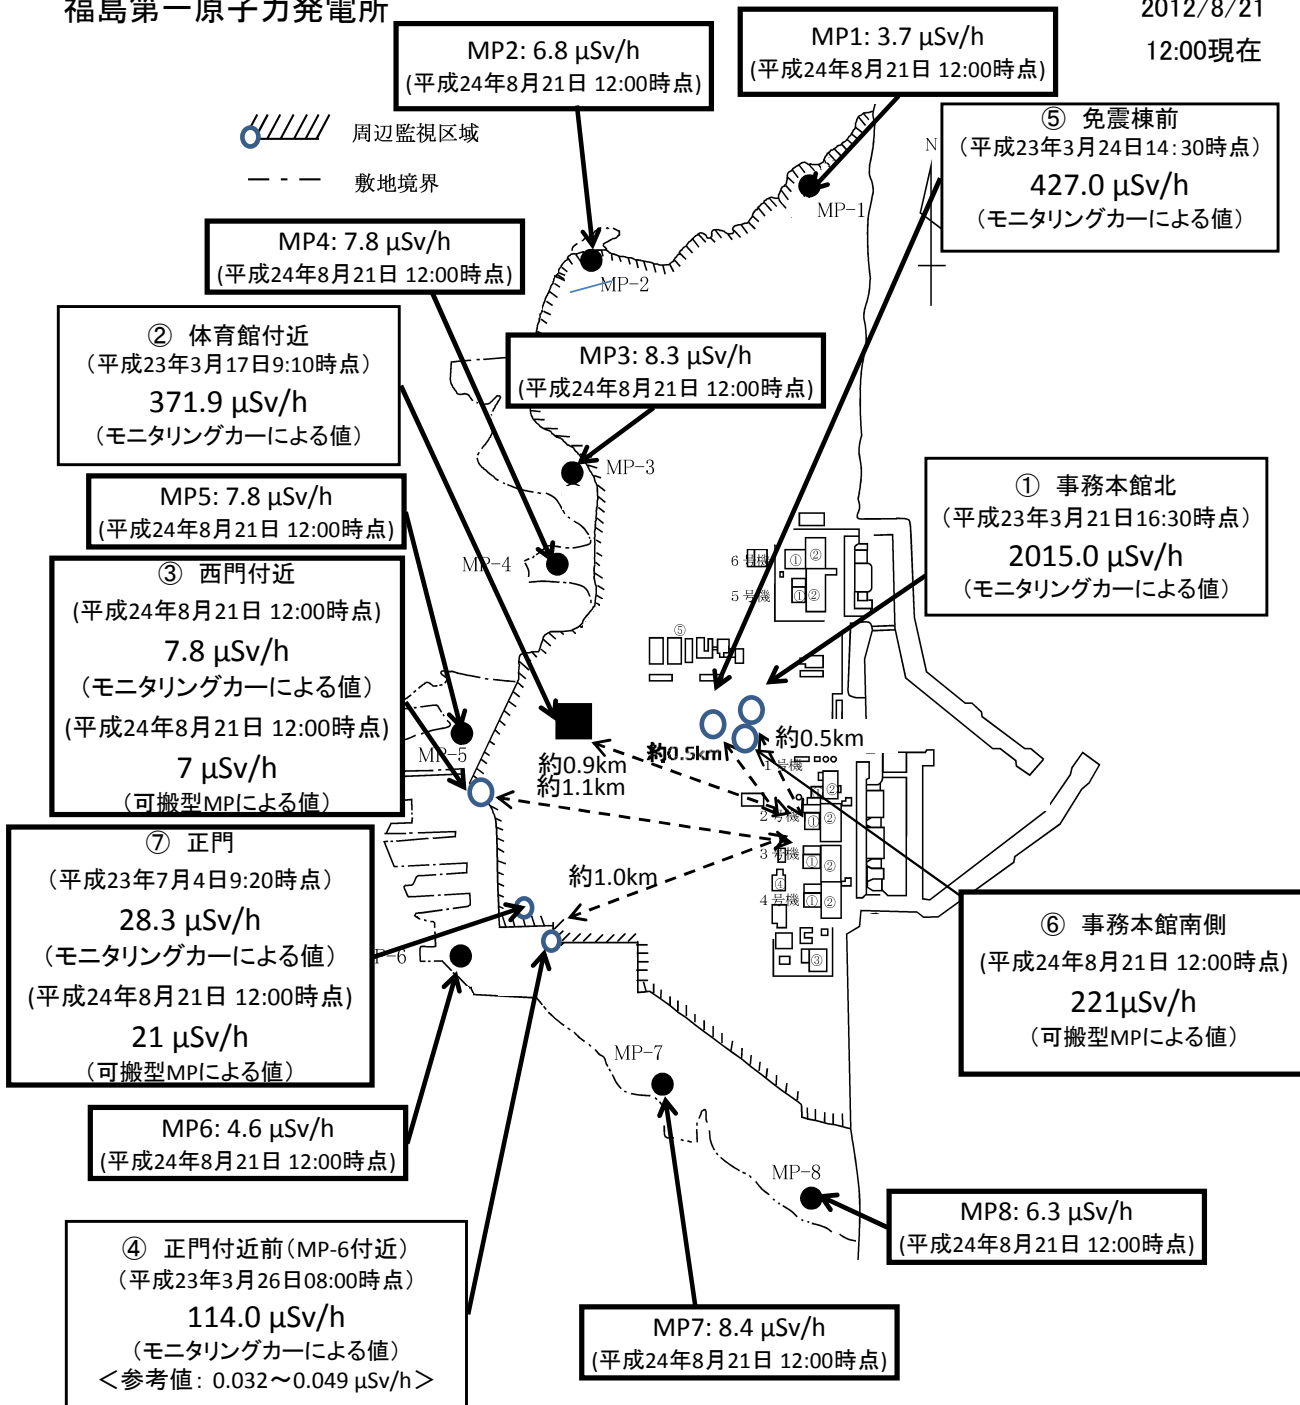 福島第一原子力発電所
2012/8/21
12:00現在
MP2: 6.8 μSv/h
(平成24年8月21日 12:00時点)
MP1: 3.7 μSv/h
(平成24年8月21日 12:00時点)
周辺監視区域
敷地境界
⑤ 免震棟前
(平成23年3月24日14:30時点)
427.0 μSv/h
(モニタリングカーによる値)
N
MP-1
MP4: 7.8 μSv/h
(平成24年8月21日 12:00時点)
MP-2
② 体育館付近
(平成23年3月17日9:10時点)
371.9 μSv/h
(モニタリングカーによる値)
MP3: 8.3 μSv/h
(平成24年8月21日 12:00時点)
MP-3
MP5: 7.8 μSv/h
(平成24年8月21日 12:00時点)
① 事務本館北
(平成23年3月21日16:30時点)
2015.0 μSv/h
(モニタリングカーによる値)
MP-4
6号機
① ②
5号機
① ②
③ 西門付近
(平成24年8月21日 12:00時点)
7.8 μSv/h
(モニタリングカーによる値)
(平成24年8月21日 12:00時点)
7 μSv/h
(可搬型MPによる値)
⑤
MP-5
約0.9km
約1.1km
約0.5km
約0.5km
1号機
②
2号機
① ②
3号機
① ②
④
4号機
① ②
③
約1.0km
⑦ 正門
(平成23年7月4日9:20時点)
28.3 μSv/h
(モニタリングカーによる値)
(平成24年8月21日 12:00時点)
21 μSv/h
(可搬型MPによる値)
P-6
⑥ 事務本館南側
(平成24年8月21日 12:00時点)
221μSv/h
(可搬型MPによる値)
MP-7
MP6: 4.6 μSv/h
(平成24年8月21日 12:00時点)
MP-8
MP8: 6.3 μSv/h
(平成24年8月21日 12:00時点)
④ 正門付近前(MP-6付近)
(平成23年3月26日08:00時点)
114.0 μSv/h
(モニタリングカーによる値)
<参考値: 0.032~0.049 μSv/h>
MP7: 8.4 μSv/h
(平成24年8月21日 12:00時点)